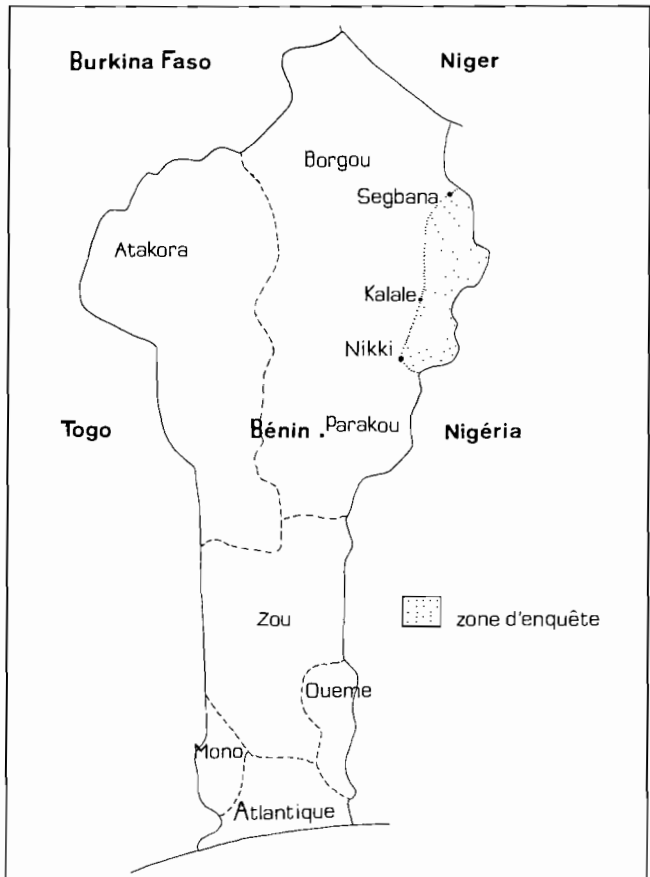 Burkina Faso
Niger
Borgou
Segbana
Atakora
Kalale
Nikki
Togo
Bénin
Parakou
Nigéria
Zou
zone d'enquête
Oueme
Mono
Atlantique